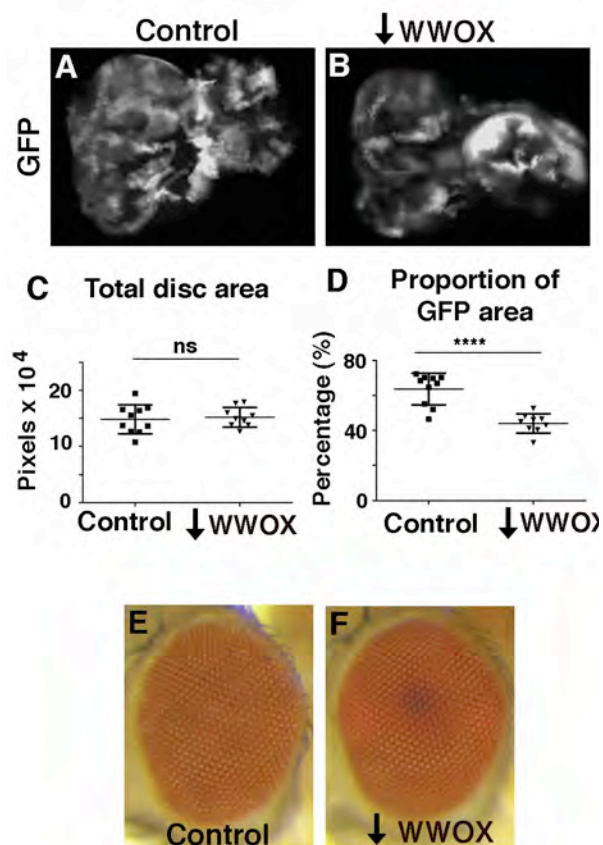 Control ↓ WWOX
A B
GFP
C Total disc area
ns
Pixels x 10⁴
20
15
0
Control ↓ WWOX
D Proportion of
GFP area
****
Percentage (%)
80
40
0
Control ↓ WWOX
E F
Control ↓ WWOX